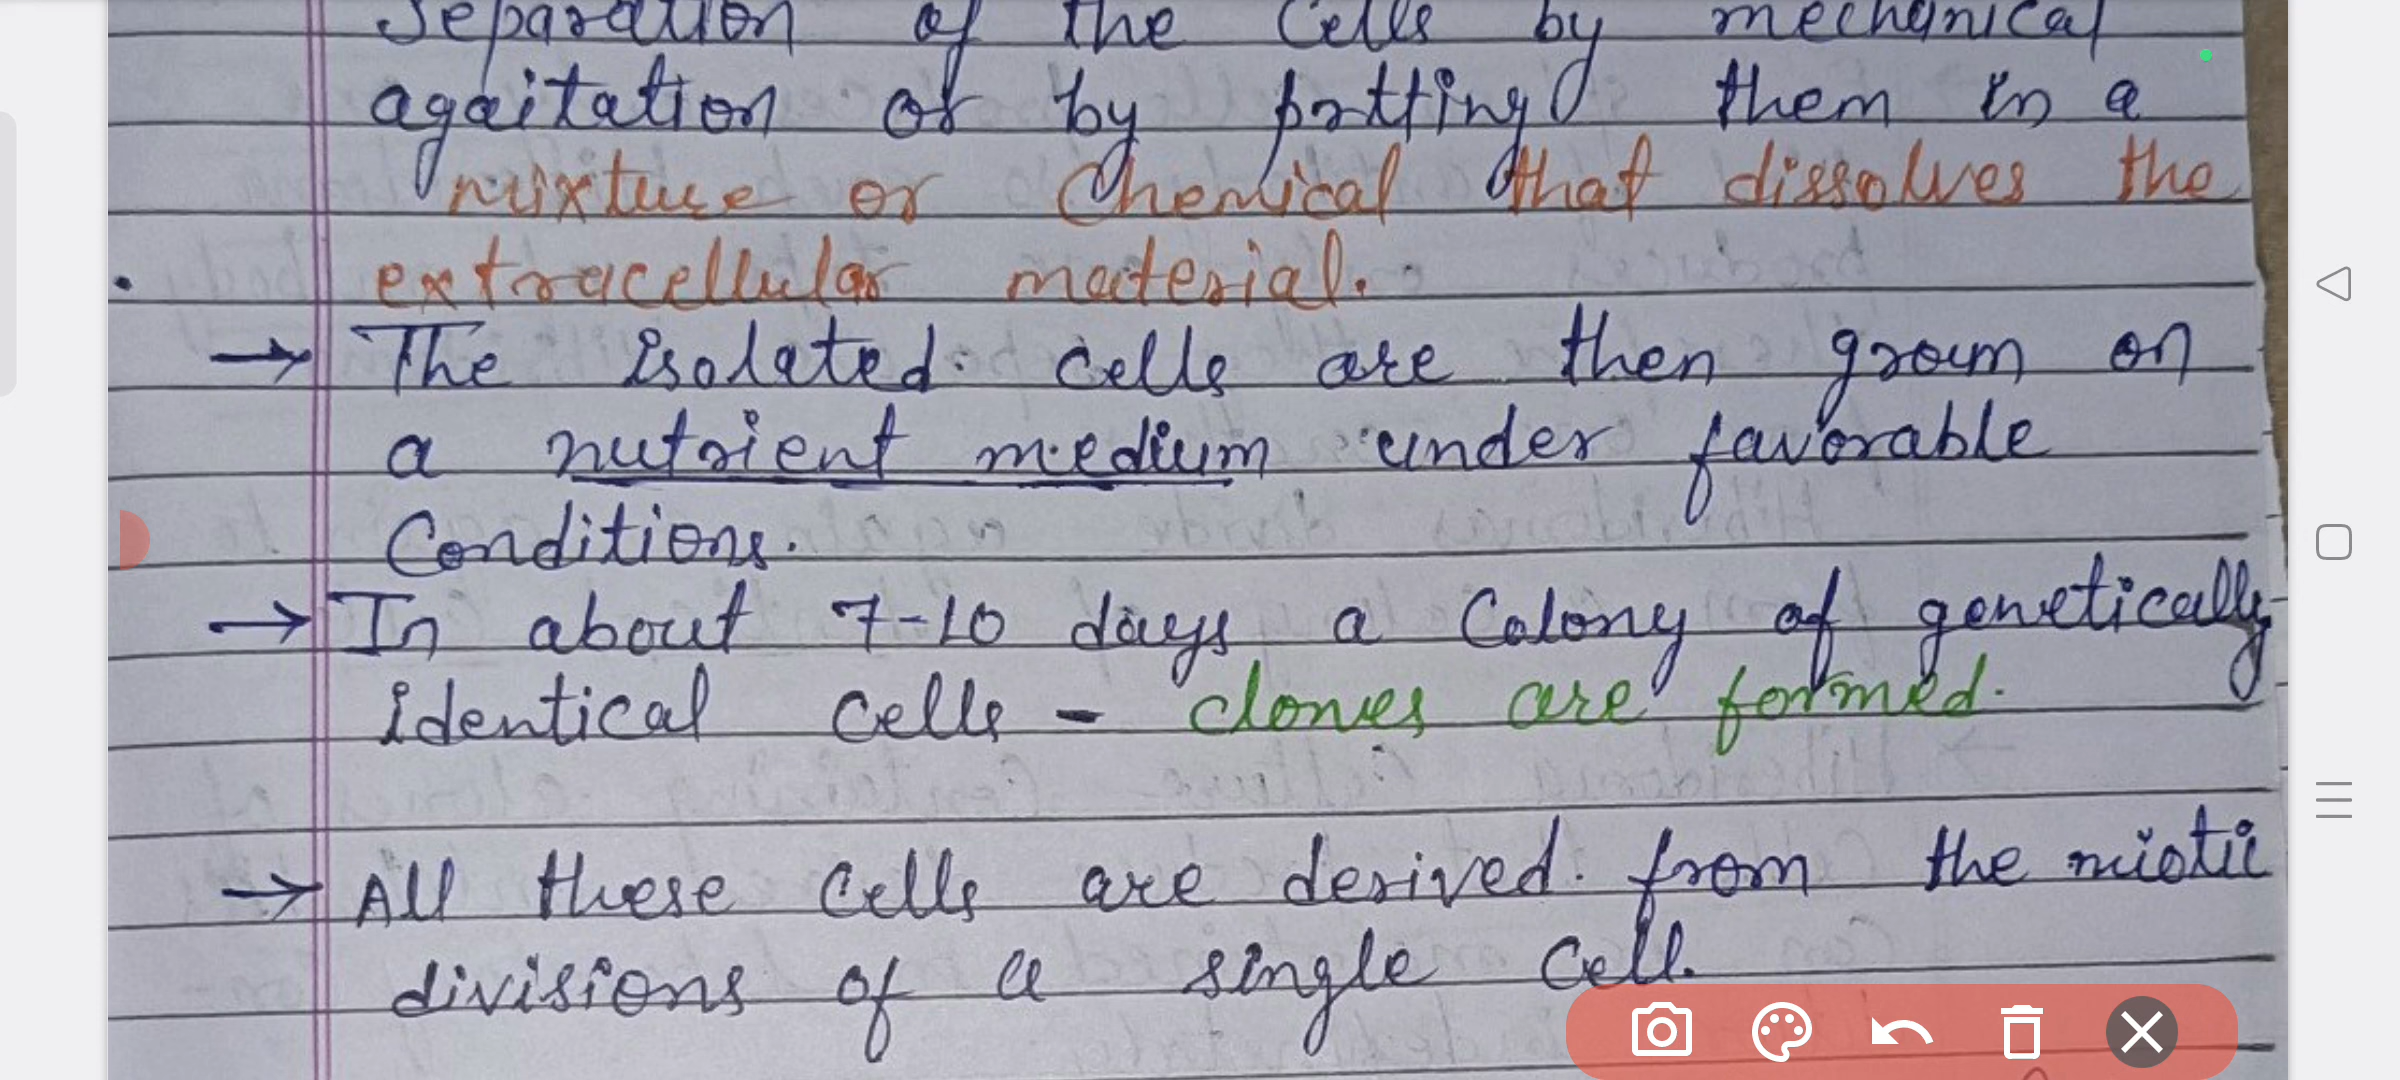 Separation of the Cells by mechanical
agaitation or by putting them in a
mixture or Chemical that dissolves the
extracellular material.
→ The isolated cells are then grown on
a nutrient medium under favorable
Conditions.
→ In about 7-10 days a Colony of genetically
identical cells - clones are formed.
→ All these cells are derived from the miotic
divisions of a single cell.